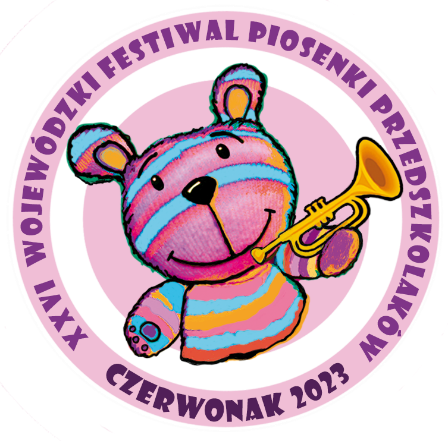 XXVI WOJEWÓDZKI FESTIWAL PIOSENKI PRZEDSZKOLAKÓW
CZERWONAK 2023